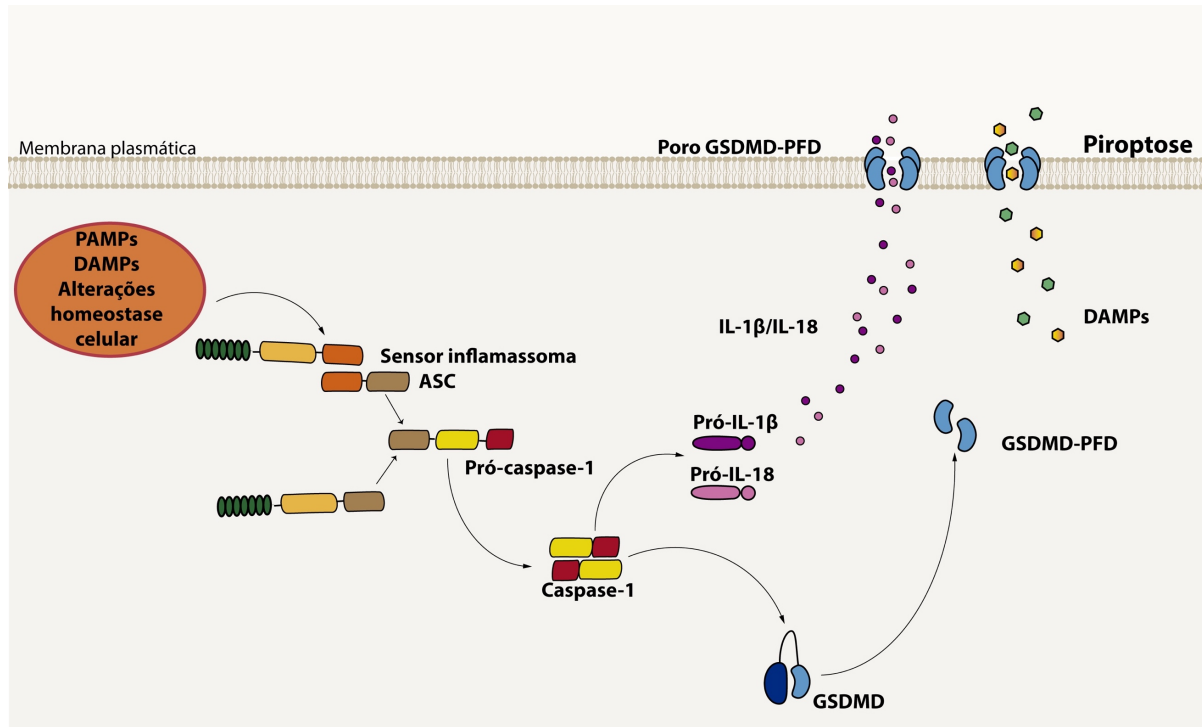 Membrana plasmática
Poro GSDMD-PFD
Piroptose
PAMPs
DAMPs
Alterações
homeostase
celular
IL-1β/IL-18
DAMPs
Sensor inflamassoma
ASC
Pró-IL-1β
GSDMD-PFD
Pró-caspase-1
Pró-IL-18
Caspase-1
GSDMD